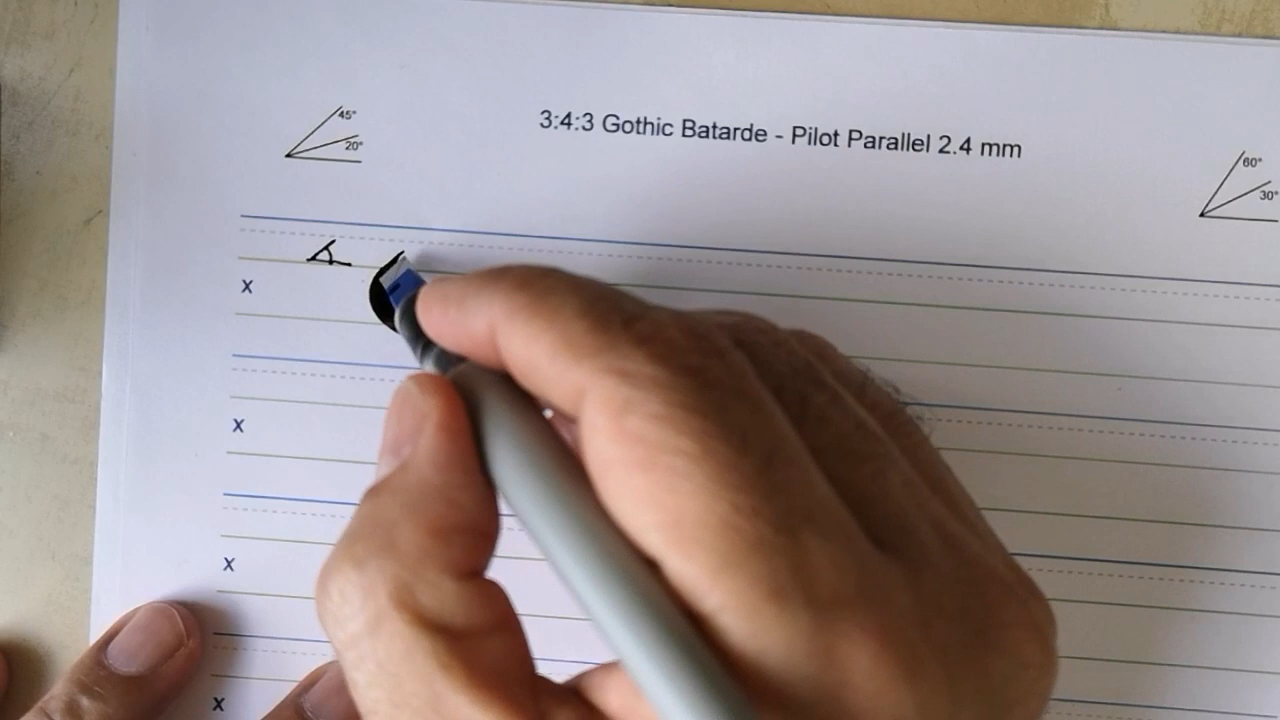 3:4:3 Gothic Batarde - Pilot Parallel 2.4 mm
45°
20°
60°
30°
x
x
x
x